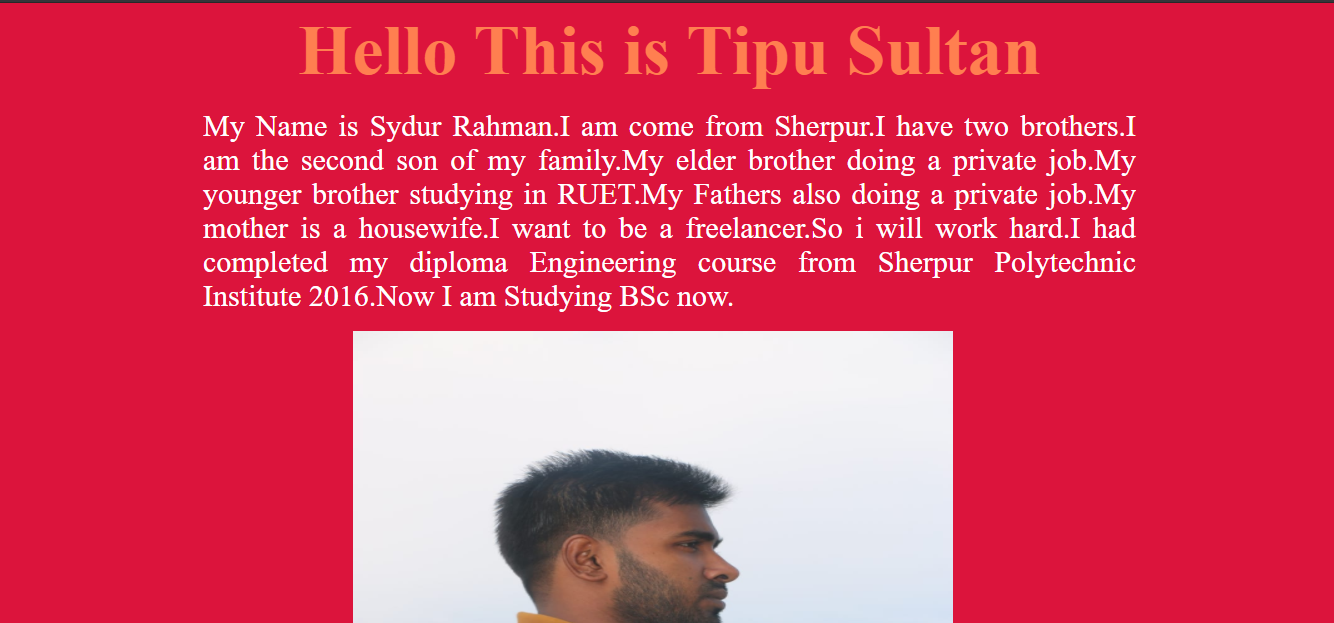 Hello This is Tipu Sultan
My Name is Sydur Rahman.I am come from Sherpur.I have two brothers.I
am the second son of my family.My elder brother doing a private job.My
younger brother studying in RUET.My Fathers also doing a private job.My
mother is a housewife.I want to be a freelancer.So i will work hard.I had
completed my diploma Engineering course from Sherpur Polytechnic
Institute 2016.Now I am Studying BSc now.